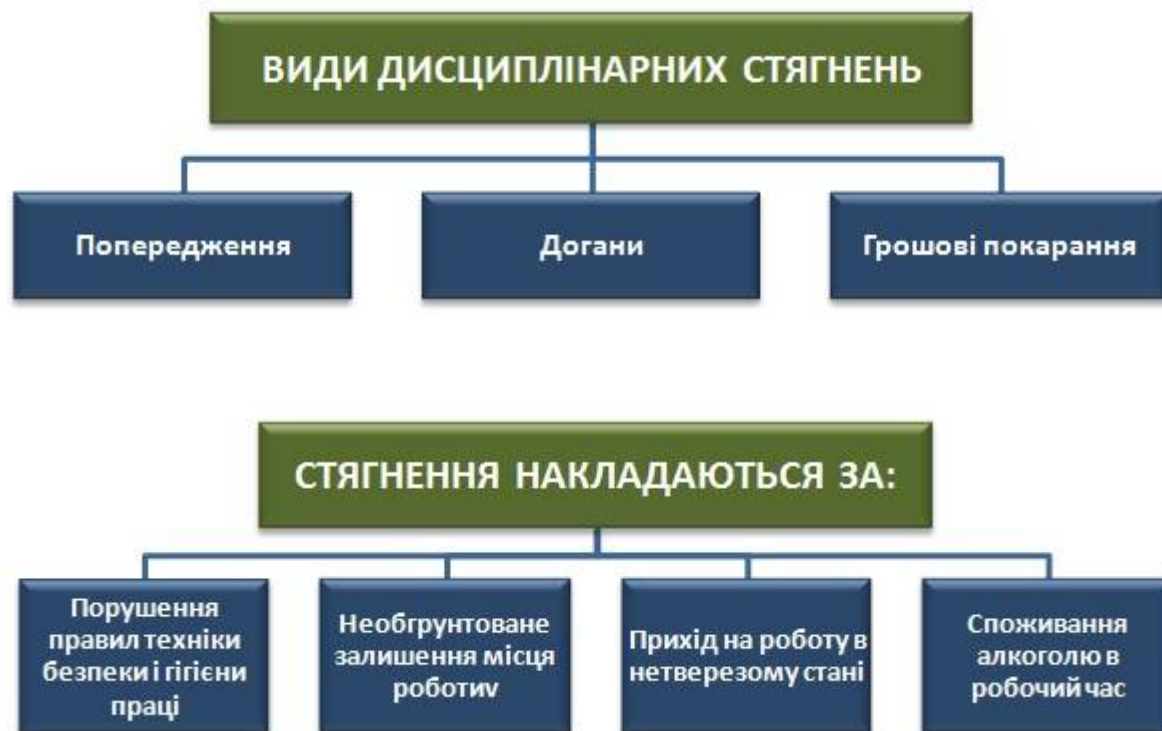 ВИДИ ДИСЦИПЛІНАРНИХ СТЯГНЕНЬ
Попередження
Догани
Грошові покарання
СТЯГНЕННЯ НАКЛАДАЮТЬСЯ ЗА:
Порушення
правил техніки
безпеки і гігієни
праці
Необгрунтоване
залишення місця
роботиv
Прихід на роботу в
нетверезому стані
Споживання
алкоголю в
робочий час